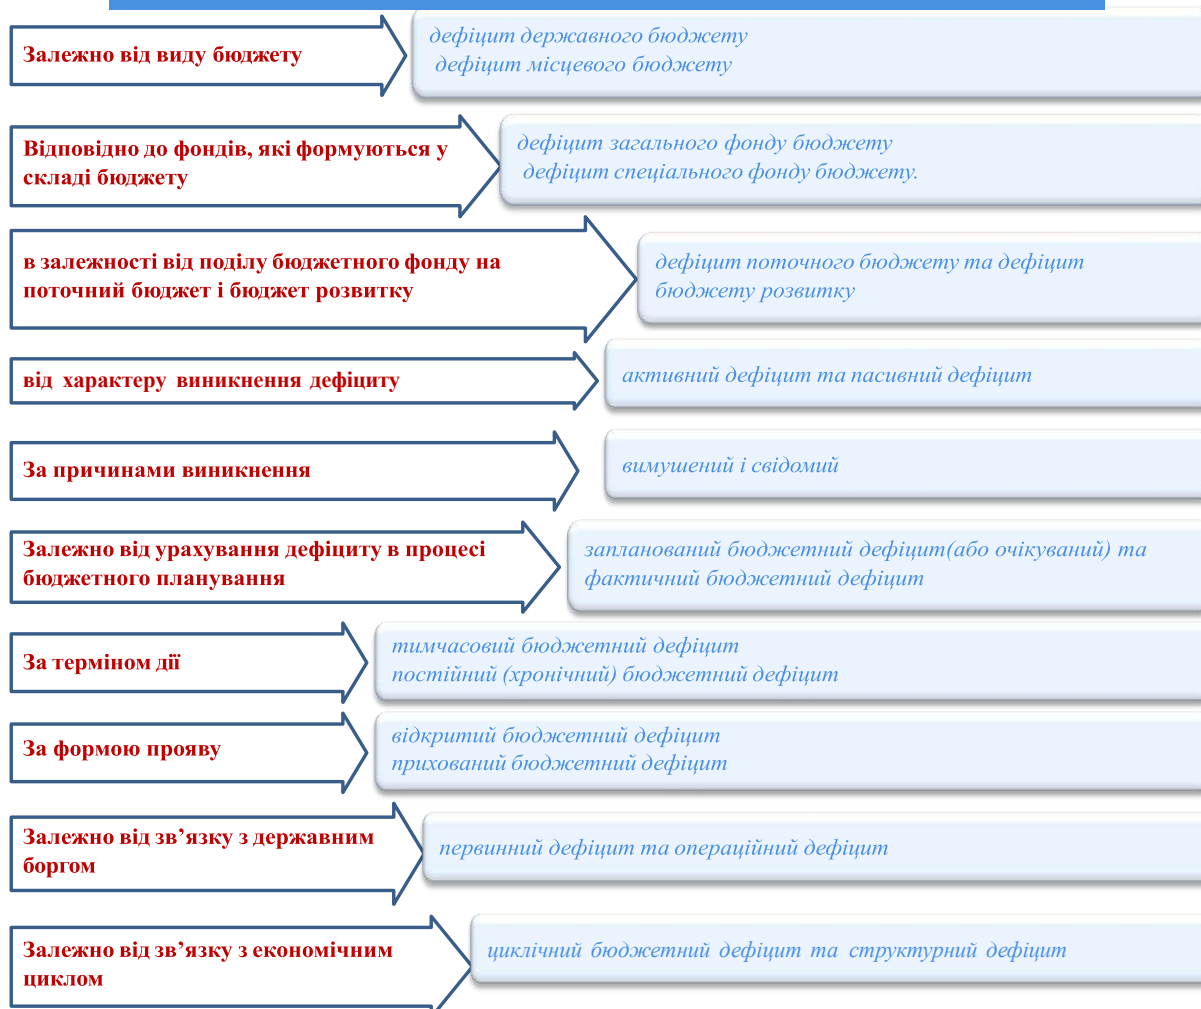 Залежно від виду бюджету
дефіцит державного бюджету
дефіцит місцевого бюджету
Відповідно до фондів, які формуються у
складі бюджету
дефіцит загального фонду бюджету
дефіцит спеціального фонду бюджету.
в залежності від поділу бюджетного фонду на
поточний бюджет і бюджет розвитку
дефіцит поточного бюджету та дефіцит
бюджету розвитку
від характеру виникнення дефіциту
активний дефіцит та пасивний дефіцит
За причинами виникнення
вимушений і свідомий
Залежно від урахування дефіциту в процесі
бюджетного планування
запланований бюджетний дефіцит(або очікуваний) та
фактичний бюджетний дефіцит
За терміном дії
тимчасовий бюджетний дефіцит
постійний (хронічний) бюджетний дефіцит
За формою прояву
відкритий бюджетний дефіцит
прихований бюджетний дефіцит
Залежно від зв’язку з державним
боргом
первинний дефіцит та операційний дефіцит
Залежно від зв’язку з економічним
циклом
циклічний бюджетний дефіцит та структурний дефіцит